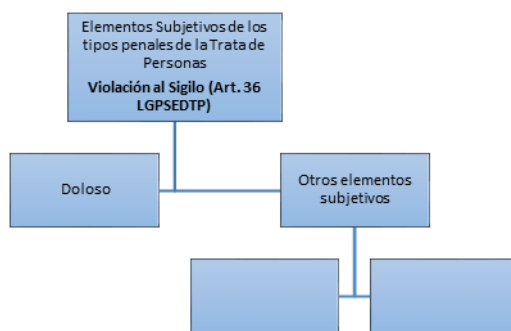 Elementos Subjetivos de los
tipos penales de la Trata de
Personas
Violación al Sigilo (Art. 36
LGPSEDTP)
Doloso
Otros elementos
subjetivos